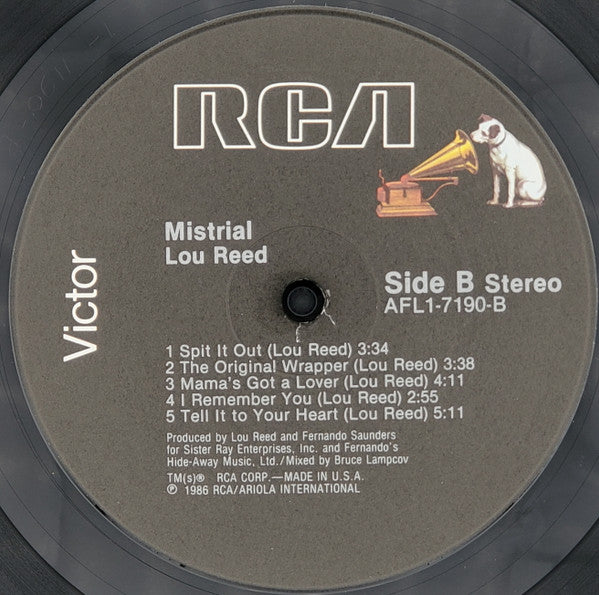 RCA
Mistrial
Lou Reed
Victor
Side B Stereo
AFL1-7190-B
1 Spit It Out (Lou Reed) 3:34
2 The Original Wrapper (Lou Reed) 3:38
3 Mama's Got a Lover (Lou Reed) 4:11
4 I Remember You (Lou Reed) 2:55
5 Tell It to Your Heart (Lou Reed) 5:11
Produced by Lou Reed and Fernando Saunders
for Sister Ray Enterprises, Inc. and Fernando's
Hide-Away Music, Ltd./Mixed by Bruce Lampcov
TM(s)® RCA CORP.—MADE IN U.S.A.
℗ 1986 RCA/ARIOLA INTERNATIONAL